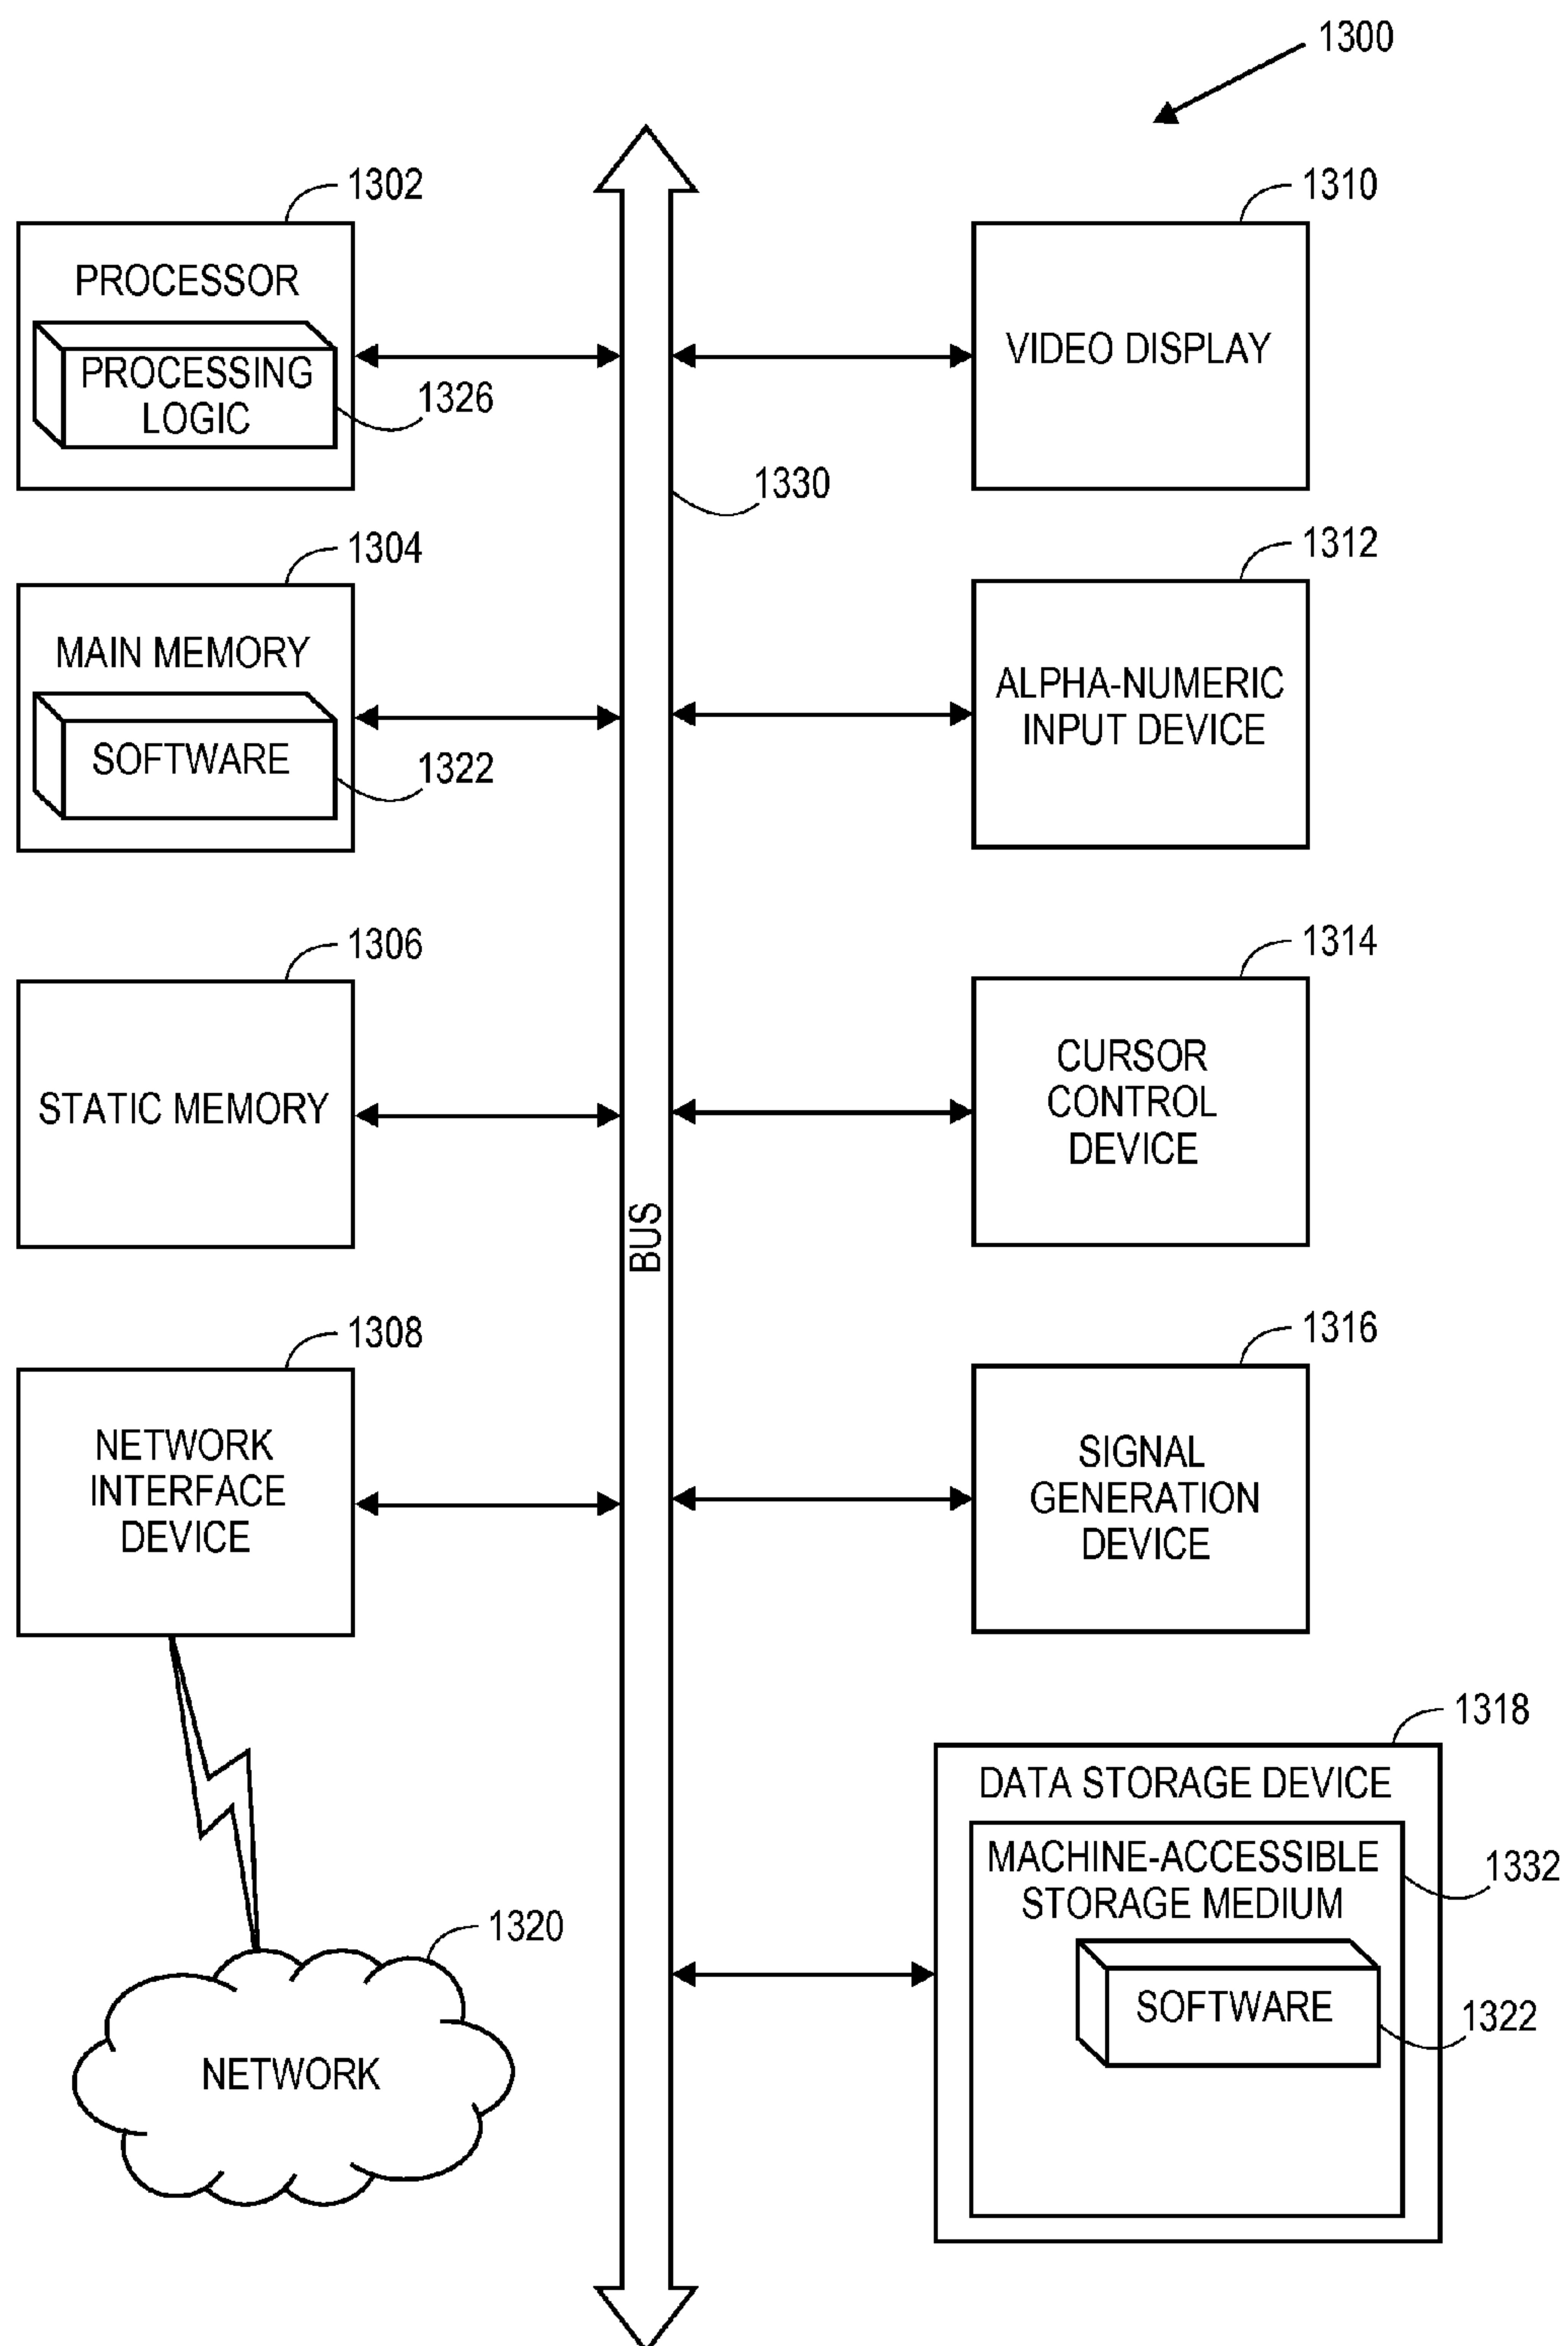 1300
1302
PROCESSOR
PROCESSING
LOGIC
1326
1304
MAIN MEMORY
SOFTWARE
1322
1306
STATIC MEMORY
1308
NETWORK
INTERFACE
DEVICE
1320
NETWORK
1330
BUS
1310
VIDEO DISPLAY
1312
ALPHA-NUMERIC
INPUT DEVICE
1314
CURSOR
CONTROL
DEVICE
1316
SIGNAL
GENERATION
DEVICE
1318
DATA STORAGE DEVICE
MACHINE-ACCESSIBLE
STORAGE MEDIUM
1332
SOFTWARE
1322